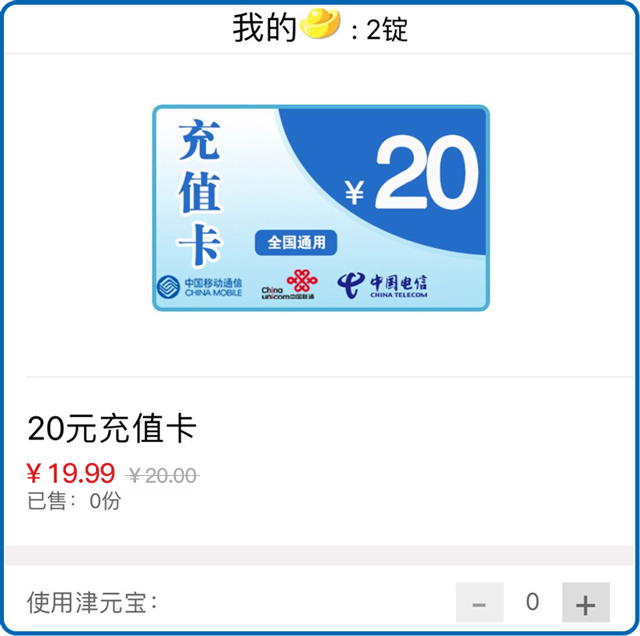 我的 : 2锭
充值卡
¥20
全国通用
中国移动通信
CHINA MOBILE
China
unicom中国联通
中国电信
CHINA TELECOM
20元充值卡
¥19.99 ¥20.00
已售：0份
使用津元宝：
- 0 +